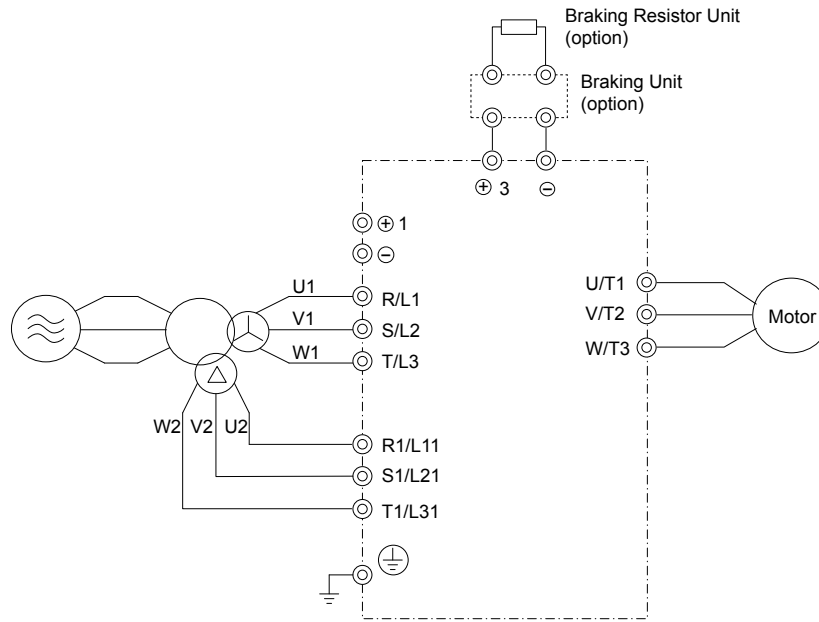 Braking Resistor Unit
(option)
Braking Unit
(option)
⊕ 3 ⊖
⊕ 1
⊖
U1 R/L1
V1 S/L2
W1 T/L3
U/T1
V/T2
W/T3
Motor
W2 V2 U2
R1/L11
S1/L21
T1/L31